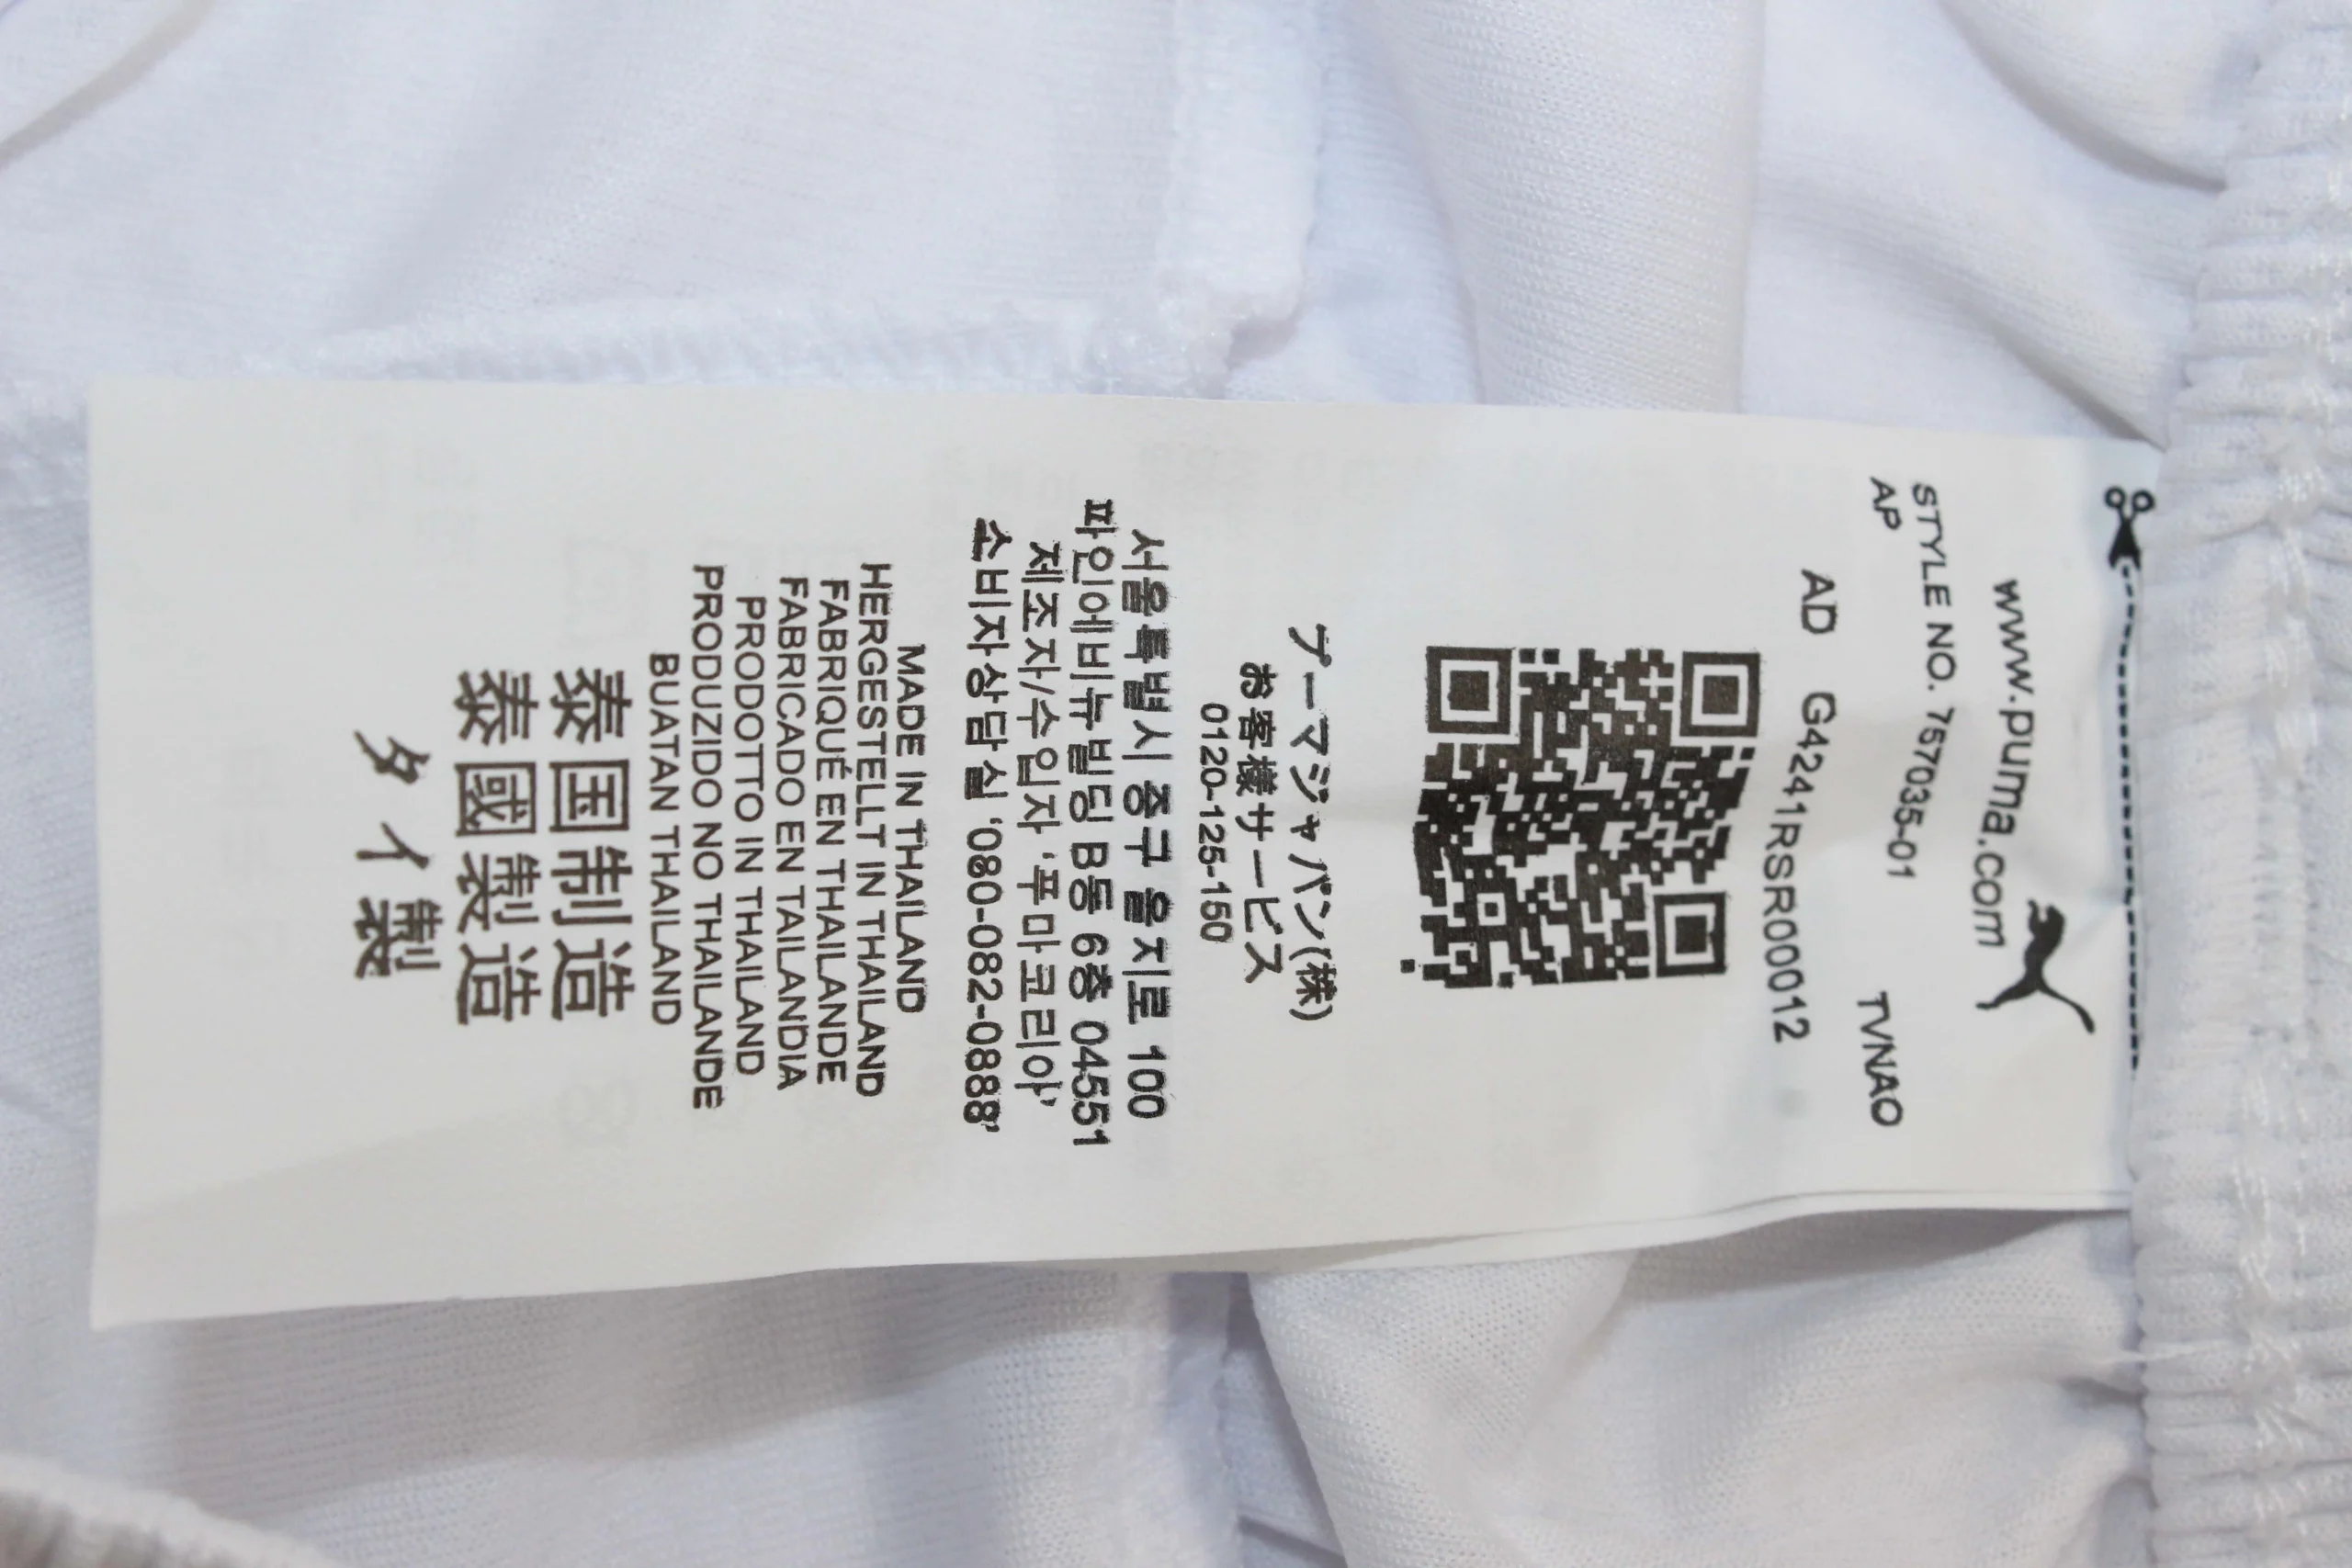 www.puma.com
STYLE NO. 757035-01 TVNAO
AP
AD G4241RSR00012
プーマジャパン(株)
お客様サービス
0120-125-150
서울특별시 중구 을지로 100
파인에비뉴빌딩 B동 6층 04551
제조자/수입자 '푸마코리아'
소비자상담실 '080-082-0888'
MADE IN THAILAND
HERGESTELLT IN THAILAND
FABRIQUÉ EN THAILANDE
FABRICADO EN TAILANDIA
PRODOTTO IN THAILAND
PRODUZIDO NO THAILANDE
BUATAN THAILAND
泰国制造
泰國製造
タイ製